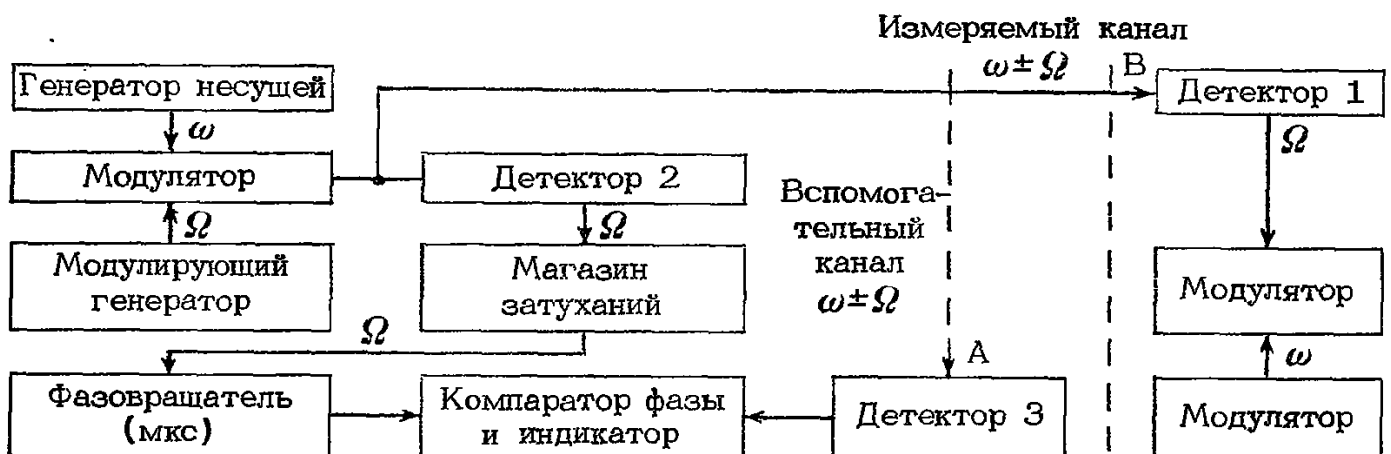 Измеряемый канал
ω±Ω
B
Генератор несущей
Детектор 1
ω
Ω
Модулятор
Детектор 2
Ω
Ω
Вспомога-
тельный
канал
ω±Ω
Модулирующий
генератор
Магазин
затуханий
Модулятор
Ω
A
ω
Фазовращатель
(мкс)
Компаратор фазы
и индикатор
Детектор 3
Модулятор